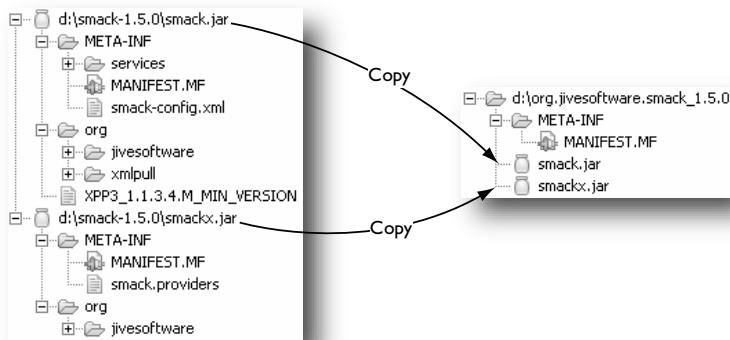 d:\smack-1.5.0\smack.jar
META-INF
services
MANIFEST.MF
smack-config.xml
org
jivesoftware
xmlpull
XPP3_1.1.3.4.M_MIN_VERSION
d:\smack-1.5.0\smackx.jar
META-INF
MANIFEST.MF
smack.providers
org
jivesoftware
Copy
Copy
d:\org.jivesoftware.smack_1.5.0
META-INF
MANIFEST.MF
smack.jar
smackx.jar